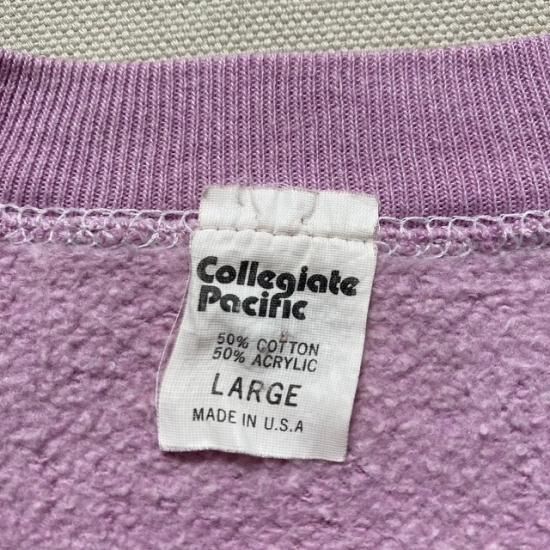 Collegiate
Pacific
50% COTTON
50% ACRYLIC
LARGE
MADE IN U.S.A